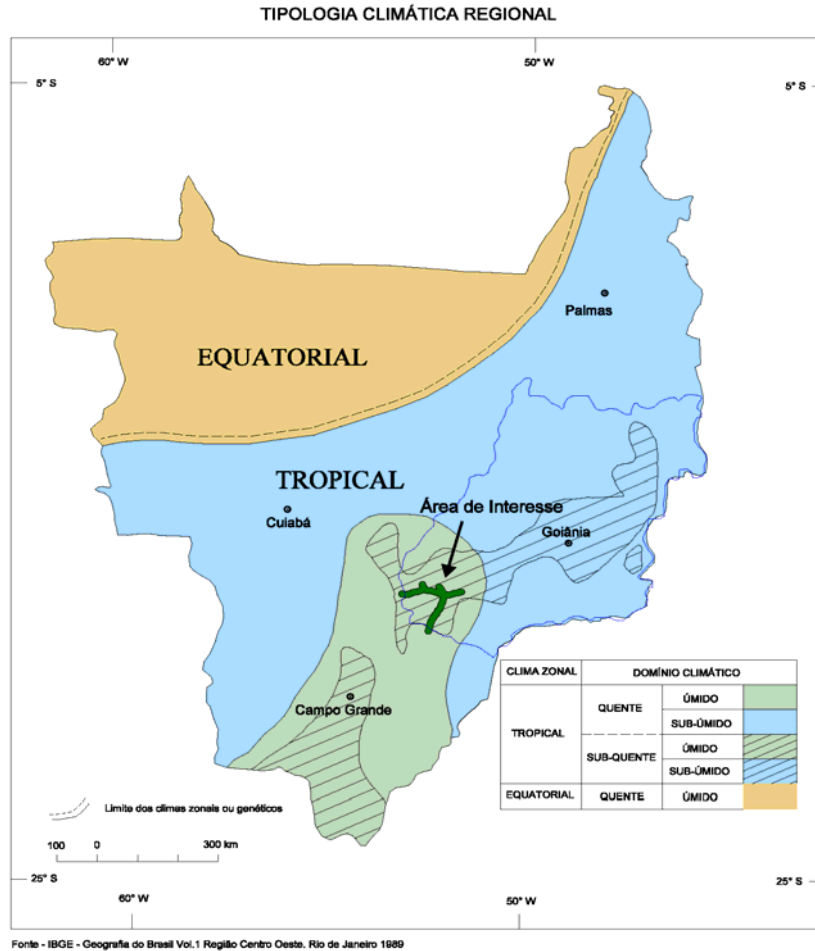 TIPOLOGIA CLIMÁTICA REGIONAL
60° W
50° W
5° S
5° S
Palmas
EQUATORIAL
TROPICAL
Área de Interesse
Cuiabá
Goiânia
Campo Grande
CLIMA ZONAL
DOMÍNIO CLIMÁTICO
TROPICAL
QUENTE
ÚMIDO
SUB-ÚMIDO
SUB-QUENTE
ÚMIDO
SUB-ÚMIDO
EQUATORIAL
QUENTE
ÚMIDO
Limite dos climas zonais ou genéticos
100 0 300 km
25° S
25° S
60° W
50° W
Fonte - IBGE - Geografia do Brasil Vol.1 Região Centro Oeste. Rio de Janeiro 1989